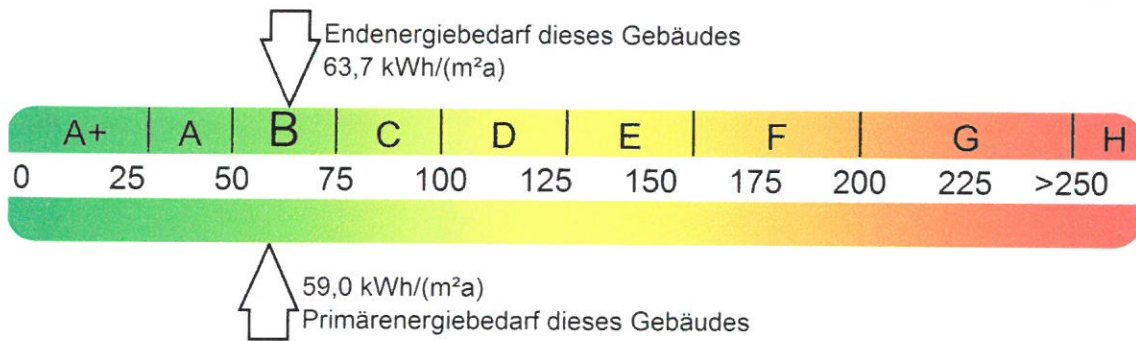 Endenergiebedarf dieses Gebäudes
63,7 kWh/(m²a)
A+ A B C D E F G H
0 25 50 75 100 125 150 175 200 225 >250
59,0 kWh/(m²a)
Primärenergiebedarf dieses Gebäudes